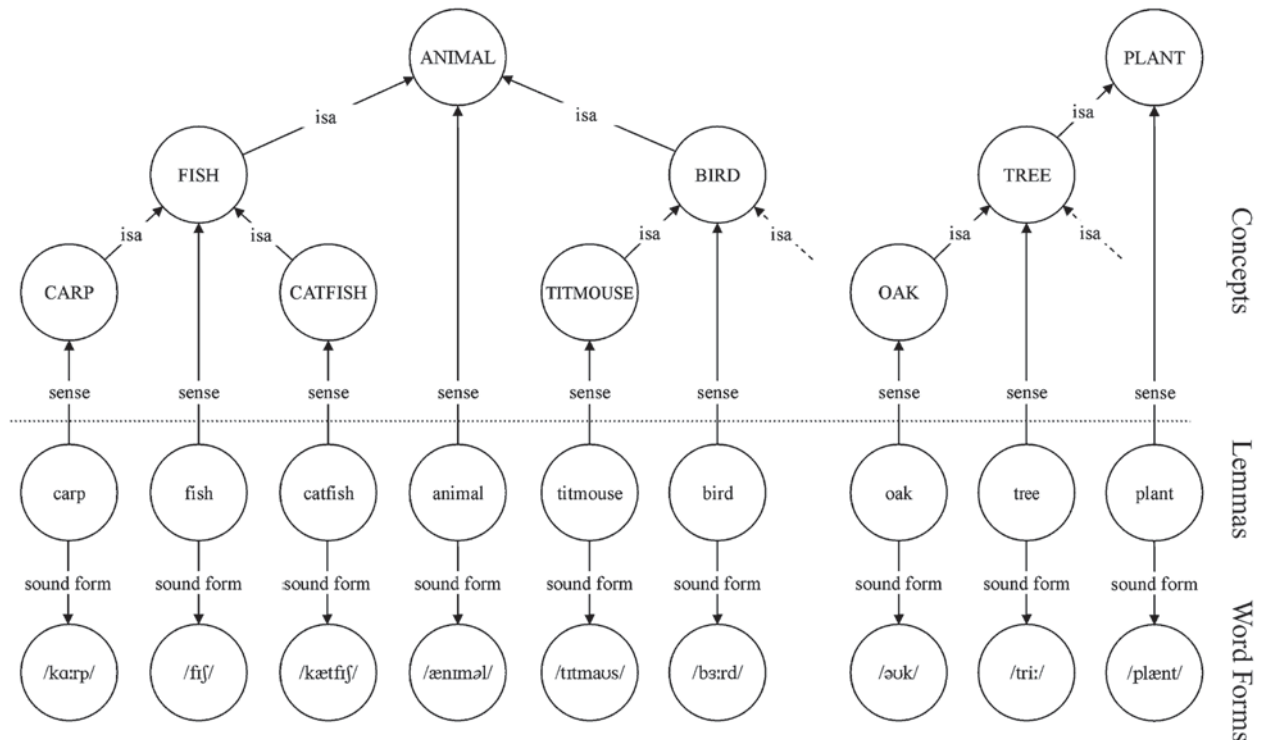 ANIMAL
PLANT
isa
isa
isa
FISH
BIRD
TREE
isa
isa
isa
isa
isa
isa
CARP
CATFISH
TITMOUSE
OAK
Concepts
sense
sense
sense
sense
sense
sense
sense
sense
sense
carp
fish
catfish
animal
titmouse
bird
oak
tree
plant
Lemmas
sound form
sound form
sound form
sound form
sound form
sound form
sound form
sound form
sound form
/kɑːrp/
/fɪʃ/
/kætfɪʃ/
/ænɪməl/
/tɪtmaʊs/
/bɜːrd/
/əʊk/
/triː/
/plænt/
Word Forms